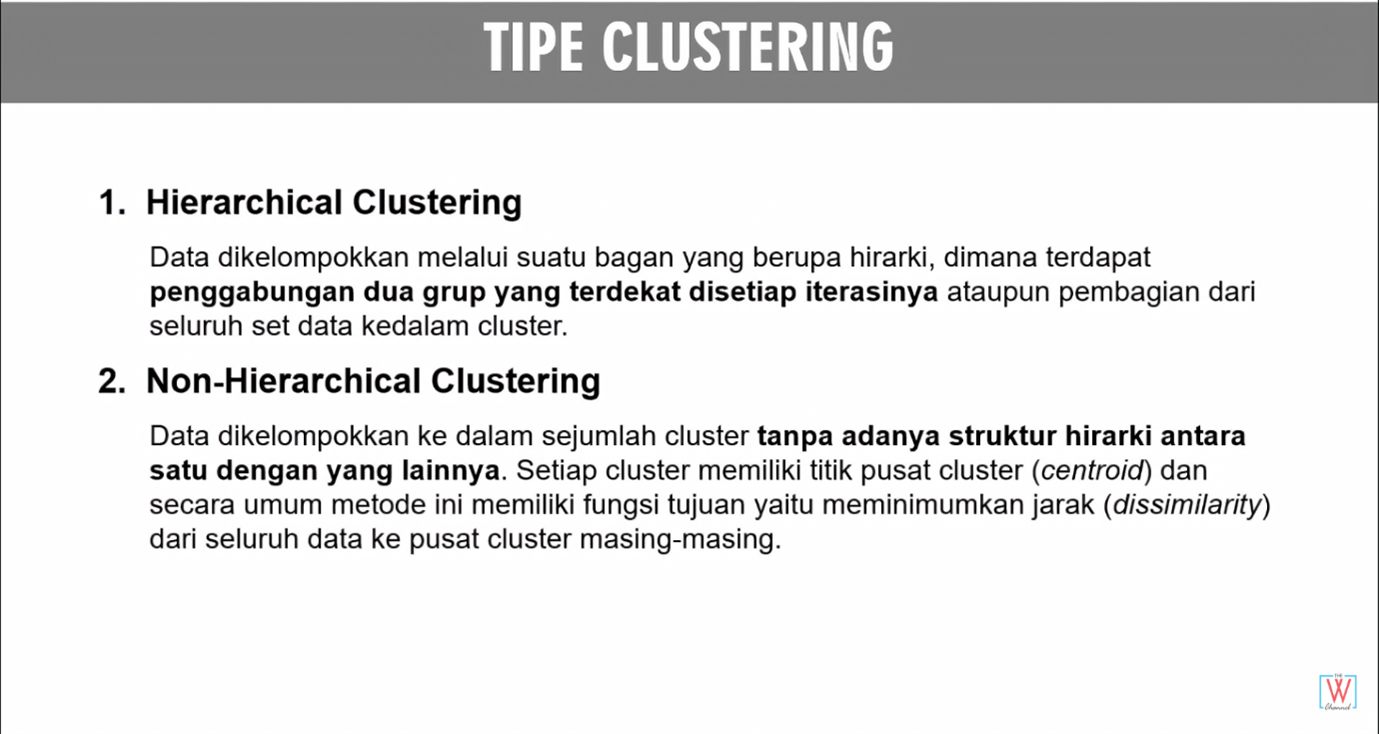 TIPE CLUSTERING
1. Hierarchical Clustering
Data dikelompokkan melalui suatu bagan yang berupa hirarki, dimana terdapat
penggabungan dua grup yang terdekat disetiap iterasinya ataupun pembagian dari
seluruh set data kedalam cluster.
2. Non-Hierarchical Clustering
Data dikelompokkan ke dalam sejumlah cluster tanpa adanya struktur hirarki antara
satu dengan yang lainnya. Setiap cluster memiliki titik pusat cluster (centroid) dan
secara umum metode ini memiliki fungsi tujuan yaitu meminimumkan jarak (dissimilarity)
dari seluruh data ke pusat cluster masing-masing.
THE
W
Channel